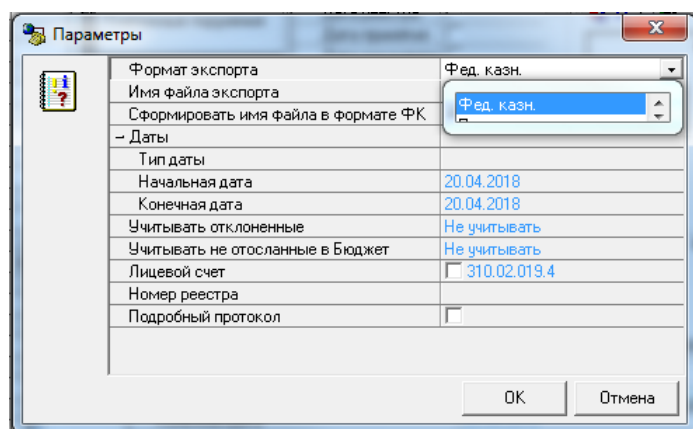 Параметры
Формат экспорта Фед. казн.
Имя файла экспорта
Фед. казн.
Сформировать имя файла в формате ФК
− Даты
Тип даты
Начальная дата 20.04.2018
Конечная дата 20.04.2018
Учитывать отклоненные Не учитывать
Учитывать не отосланные в Бюджет Не учитывать
Лицевой счет 310.02.019.4
Номер реестра
Подробный протокол
OK Отмена